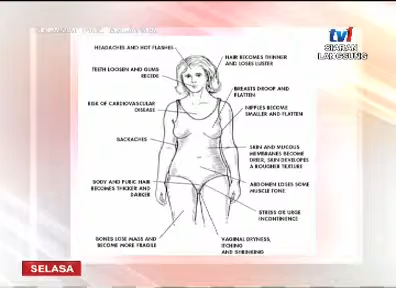 tv1
SIARAN
LANGSUNG
HEADACHES AND HOT FLASHES
HAIR BECOMES THINNER
AND LOSES LUSTER
TEETH LOOSEN AND GUMS
RECEDE
BREASTS DROOP AND
FLATTEN
RISK OF CARDIOVASCULAR
DISEASE
NIPPLES BECOME
SMALLER AND FLATTEN
BACKACHES
SKIN AND MUCOUS
MEMBRANES BECOME
DRIER, SKIN DEVELOPS
A ROUGHER TEXTURE
BODY AND PUBIC HAIR
BECOMES THICKER AND
DARKER
ABDOMEN LOSES SOME
MUSCLE TONE
STRESS OR URGE
INCONTINENCE
BONES LOSE MASS AND
BECOME MORE FRAGILE
VAGINAL DRYNESS,
ITCHING
AND SHRINKING
SELASA